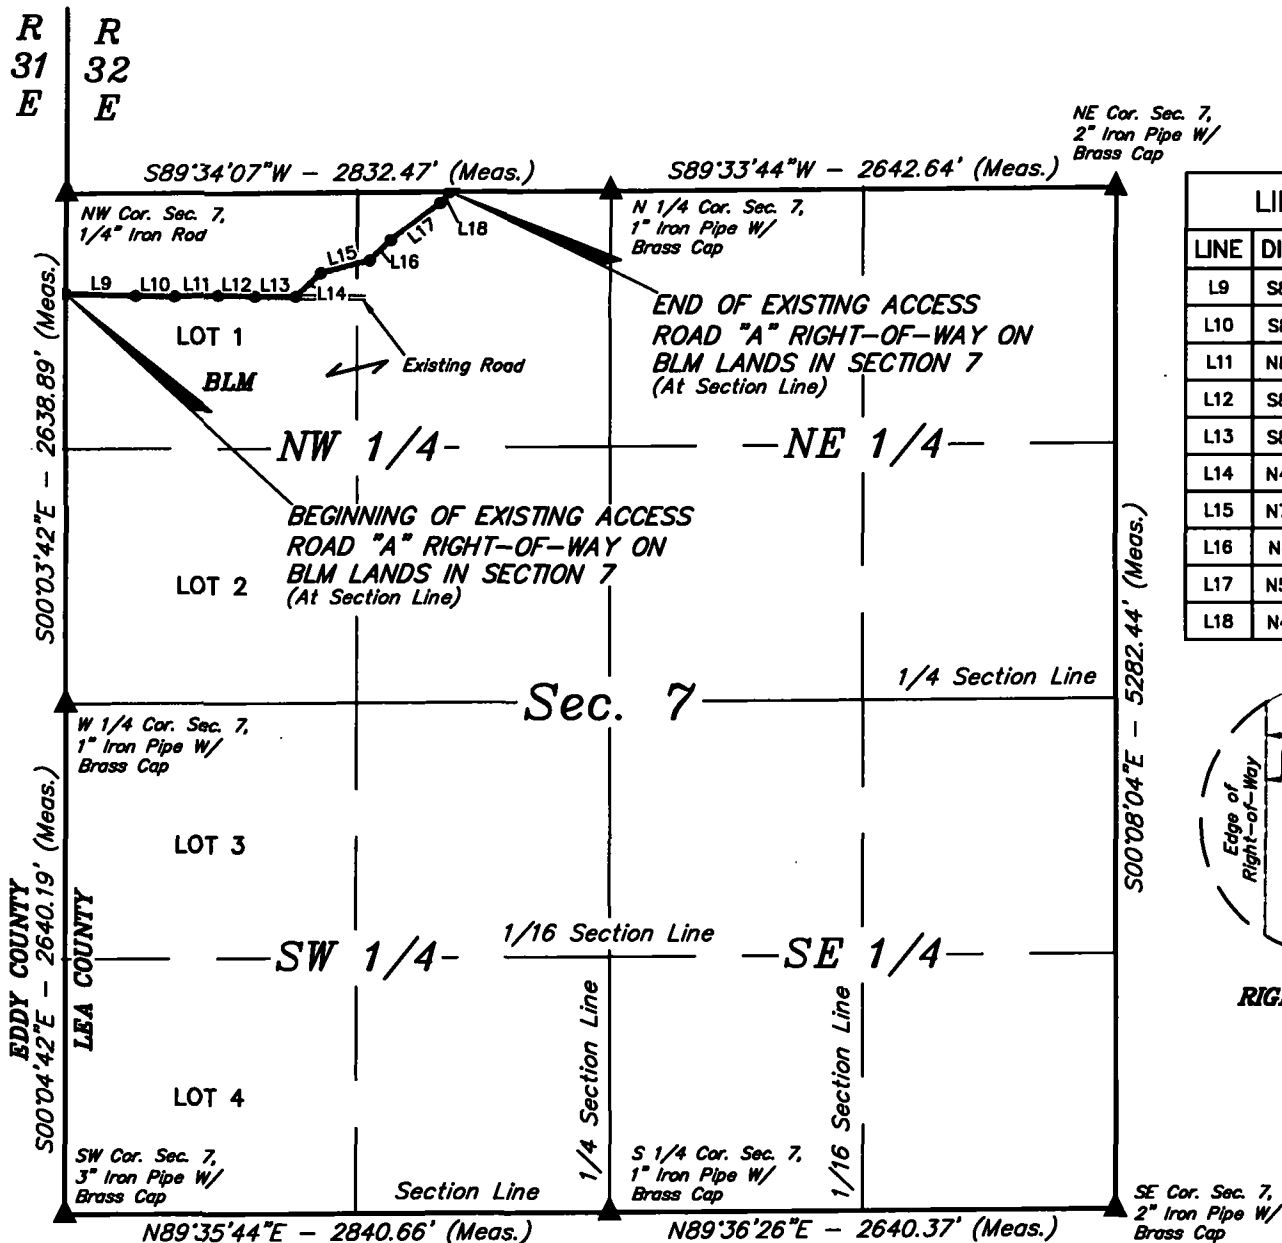 R
31
E
R
32
E
NE Cor. Sec. 7,
2" Iron Pipe W/
Brass Cap
S89°34'07"W - 2832.47' (Meas.)
S89°33'44"W - 2642.64' (Meas.)
NW Cor. Sec. 7,
1/4" Iron Rod
N 1/4 Cor. Sec. 7,
1" Iron Pipe W/
Brass Cap
L9
L10
L11
L12
L13
L14
L15
L16
L17
L18
LOT 1
BLM
Existing Road
END OF EXISTING ACCESS
ROAD "A" RIGHT-OF-WAY ON
BLM LANDS IN SECTION 7
(At Section Line)
S00°03'42"E - 2638.89' (Meas.)
NW 1/4
NE 1/4
BEGINNING OF EXISTING ACCESS
ROAD "A" RIGHT-OF-WAY ON
BLM LANDS IN SECTION 7
(At Section Line)
LOT 2
Sec. 7
1/4 Section Line
S00°08'04"E - 5282.44' (Meas.)
W 1/4 Cor. Sec. 7,
1" Iron Pipe W/
Brass Cap
LOT 3
EDDY COUNTY
S00°04'42"E - 2640.19' (Meas.)
LEA COUNTY
SW 1/4
1/16 Section Line
SE 1/4
LOT 4
1/4 Section Line
1/16 Section Line
SW Cor. Sec. 7,
3" Iron Pipe W/
Brass Cap
Section Line
S 1/4 Cor. Sec. 7,
1" Iron Pipe W/
Brass Cap
SE Cor. Sec. 7,
2" Iron Pipe W/
Brass Cap
N89°35'44"E - 2840.66' (Meas.)
N89°36'26"E - 2640.37' (Meas.)
LINE
L9
L10
L11
L12
L13
L14
L15
L16
L17
L18
Edge of
Right-of-Way